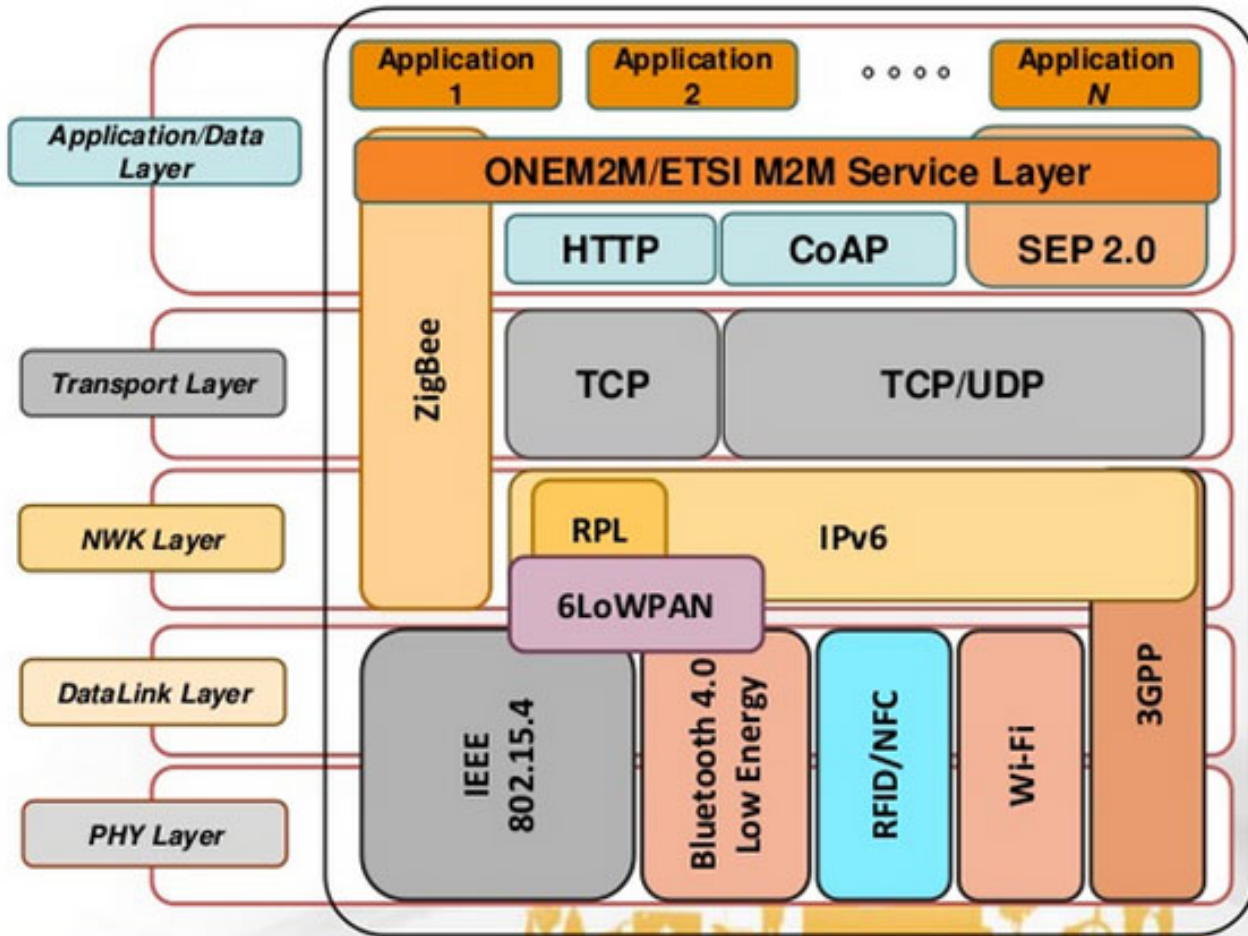 Application
1
Application
2
Application
N
Application/Data
Layer
ONEM2M/ETSI M2M Service Layer
HTTP
CoAP
SEP 2.0
ZigBee
Transport Layer
TCP
TCP/UDP
NWK Layer
RPL
IPv6
6LoWPAN
DataLink Layer
IEEE
802.15.4
Bluetooth 4.0
Low Energy
RFID/NFC
Wi-Fi
3GPP
PHY Layer